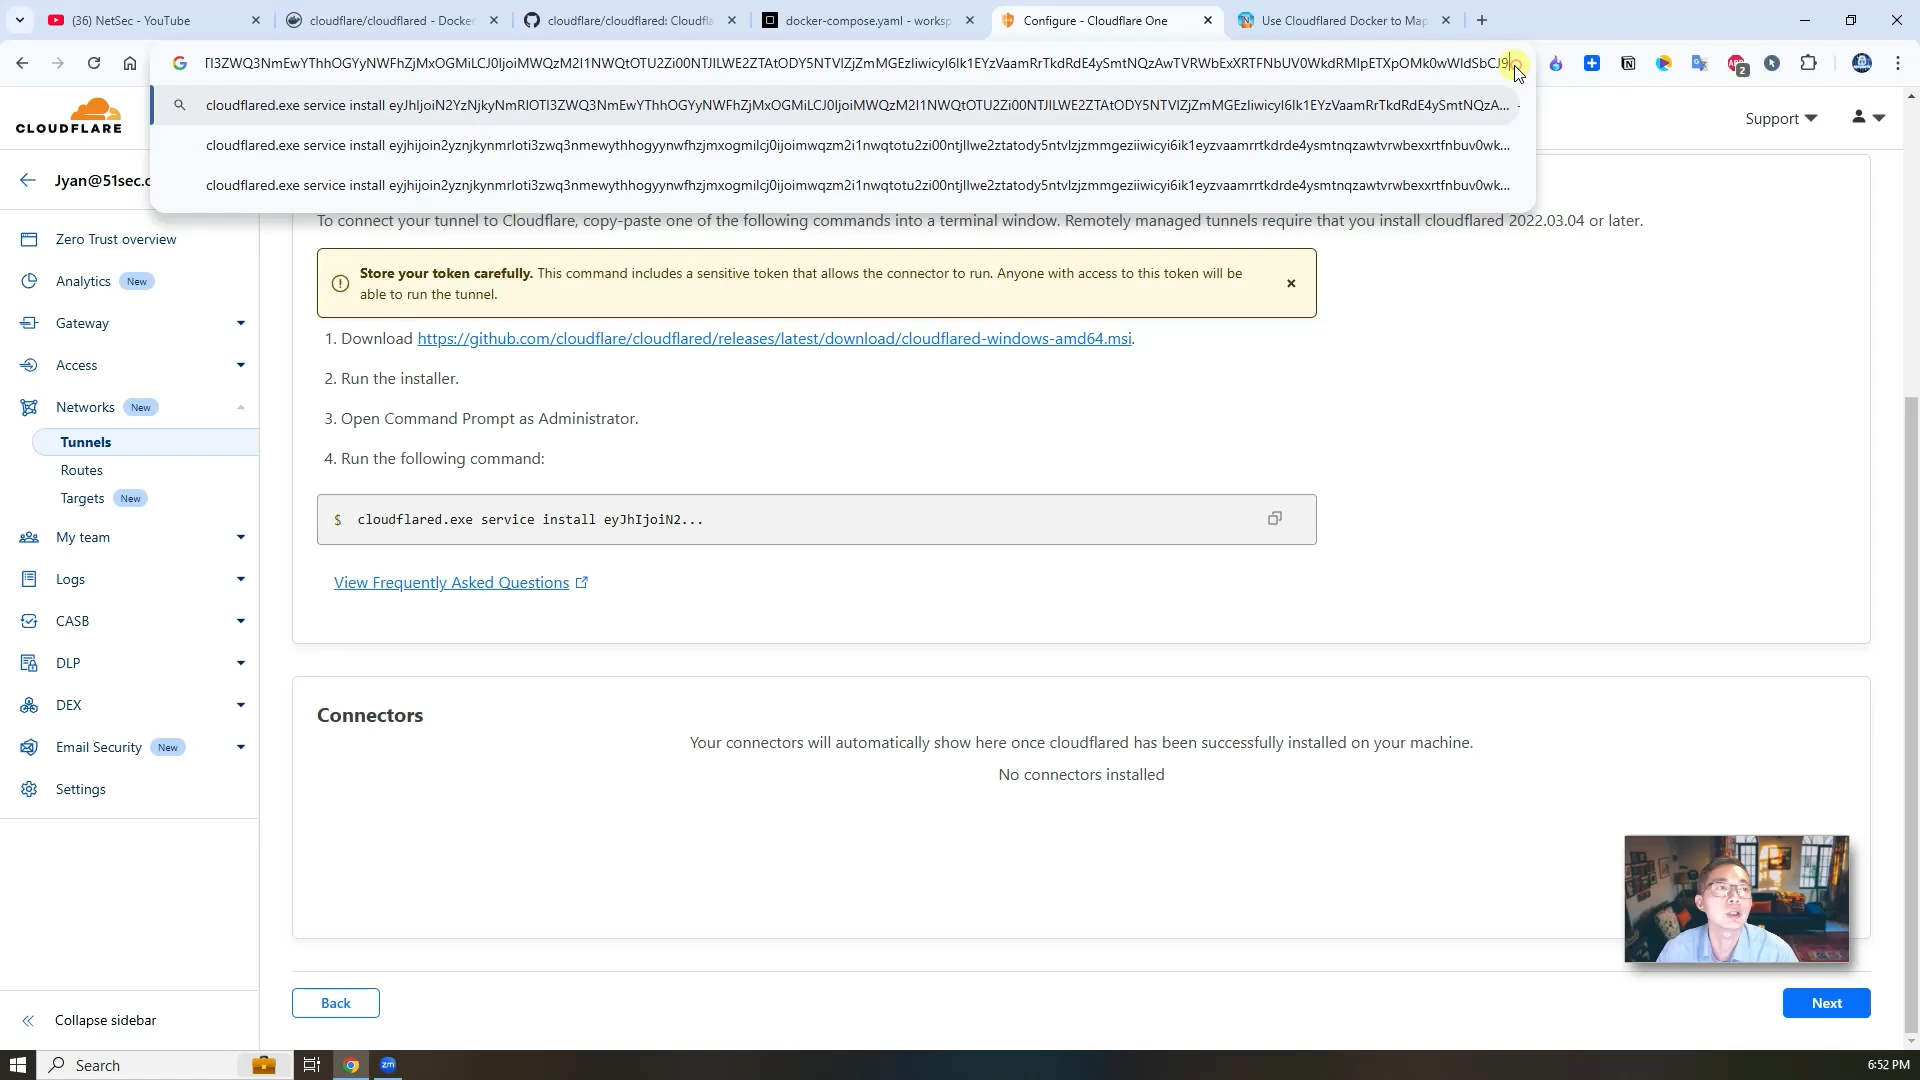 (36) NetSec - YouTube
cloudflare/cloudflared - Docker
cloudflare/cloudflared: Cloudfla
docker-compose.yaml - worksp
Configure - Cloudflare One
Use Cloudflared Docker to Map
cloudflared.exe service install
cloudflared.exe service install
cloudflared.exe service install
2
CLOUDFLARE
Support
Jyan@51sec.c
Zero Trust overview
Analytics New
Gateway
Access
Networks New
Tunnels
Routes
Targets New
My team
Logs
CASB
DLP
DEX
Email Security New
Settings
Collapse sidebar
To connect your tunnel to Cloudflare, copy-paste one of the following commands into a terminal window. Remotely managed tunnels require that you install cloudflared 2022.03.04 or later.
Store your token carefully. This command includes a sensitive token that allows the connector to run. Anyone with access to this token will be
able to run the tunnel.
1. Download https://github.com/cloudflare/cloudflared/releases/latest/download/cloudflared-windows-amd64.msi.
2. Run the installer.
3. Open Command Prompt as Administrator.
4. Run the following command:
$ cloudflared.exe service install eyJhIjoiN2...
View Frequently Asked Questions
Connectors
Your connectors will automatically show here once cloudflared has been successfully installed on your machine.
No connectors installed
Back
Next
Search
zm
6:52 PM